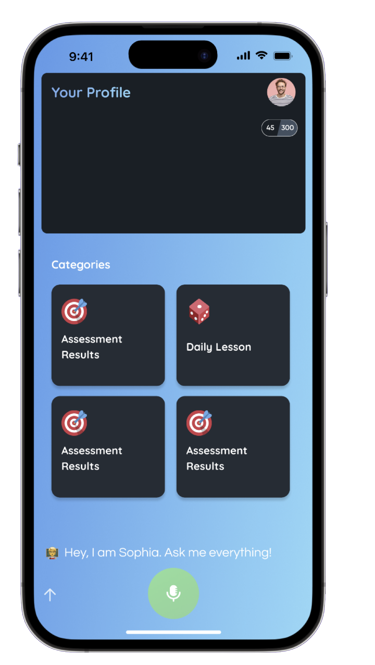 9:41
Your Profile
45 300
Categories
Assessment
Results
Daily Lesson
Assessment
Results
Assessment
Results
Hey, I am Sophia. Ask me everything!